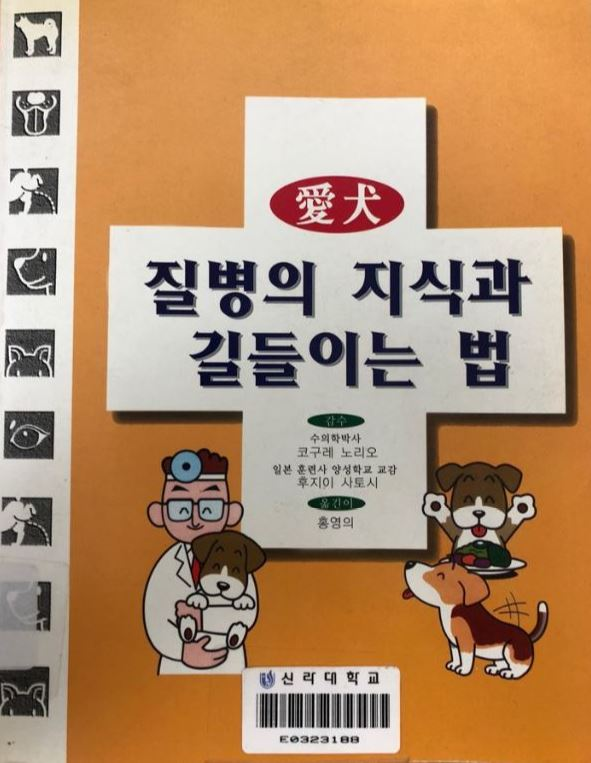 愛犬
질병의 지식과
길들이는 법
감수
수의학박사
코구레 노리오
일본 훈련사 양성학교 교감
후지이 사토시
옮긴이
홍영의
신라대학교
E0323188